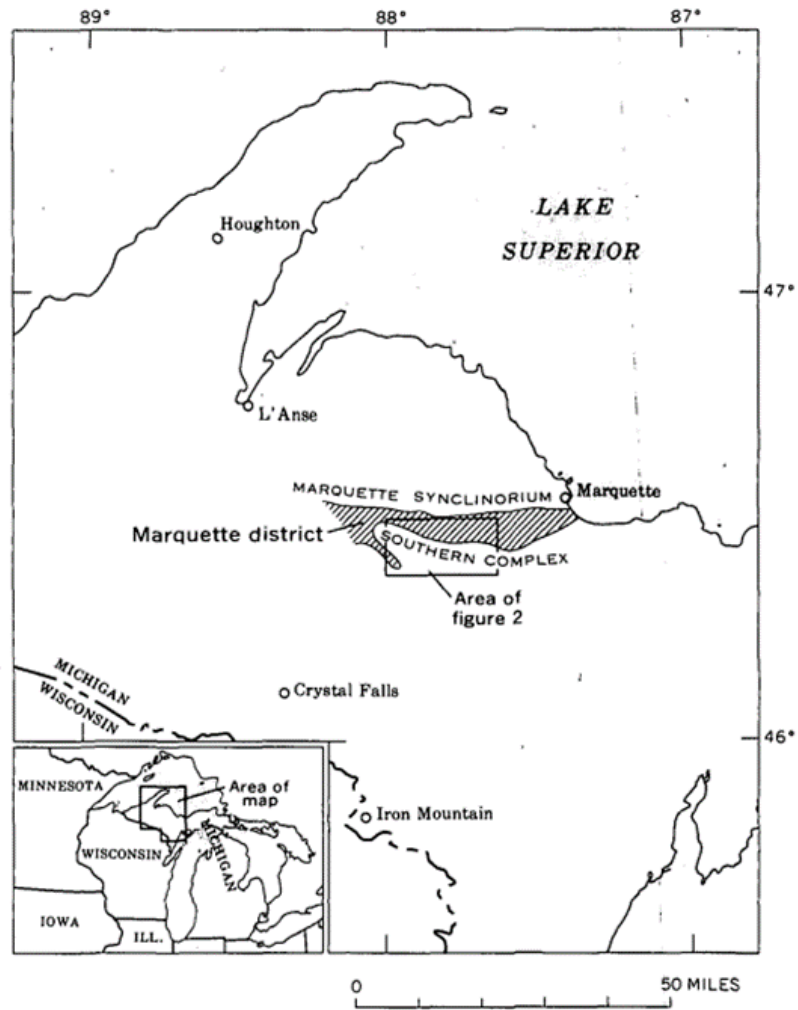 89°
88°
87°
LAKE
SUPERIOR
Houghton
47°
L'Anse
MARQUETTE SYNCLINORIUM
Marquette
Marquette district
SOUTHERN COMPLEX
Area of
figure 2
MICHIGAN
WISCONSIN
Crystal Falls
46°
MINNESOTA
Area of
map
WISCONSIN
MICHIGAN
IOWA
ILL.
Iron Mountain
0
50 MILES